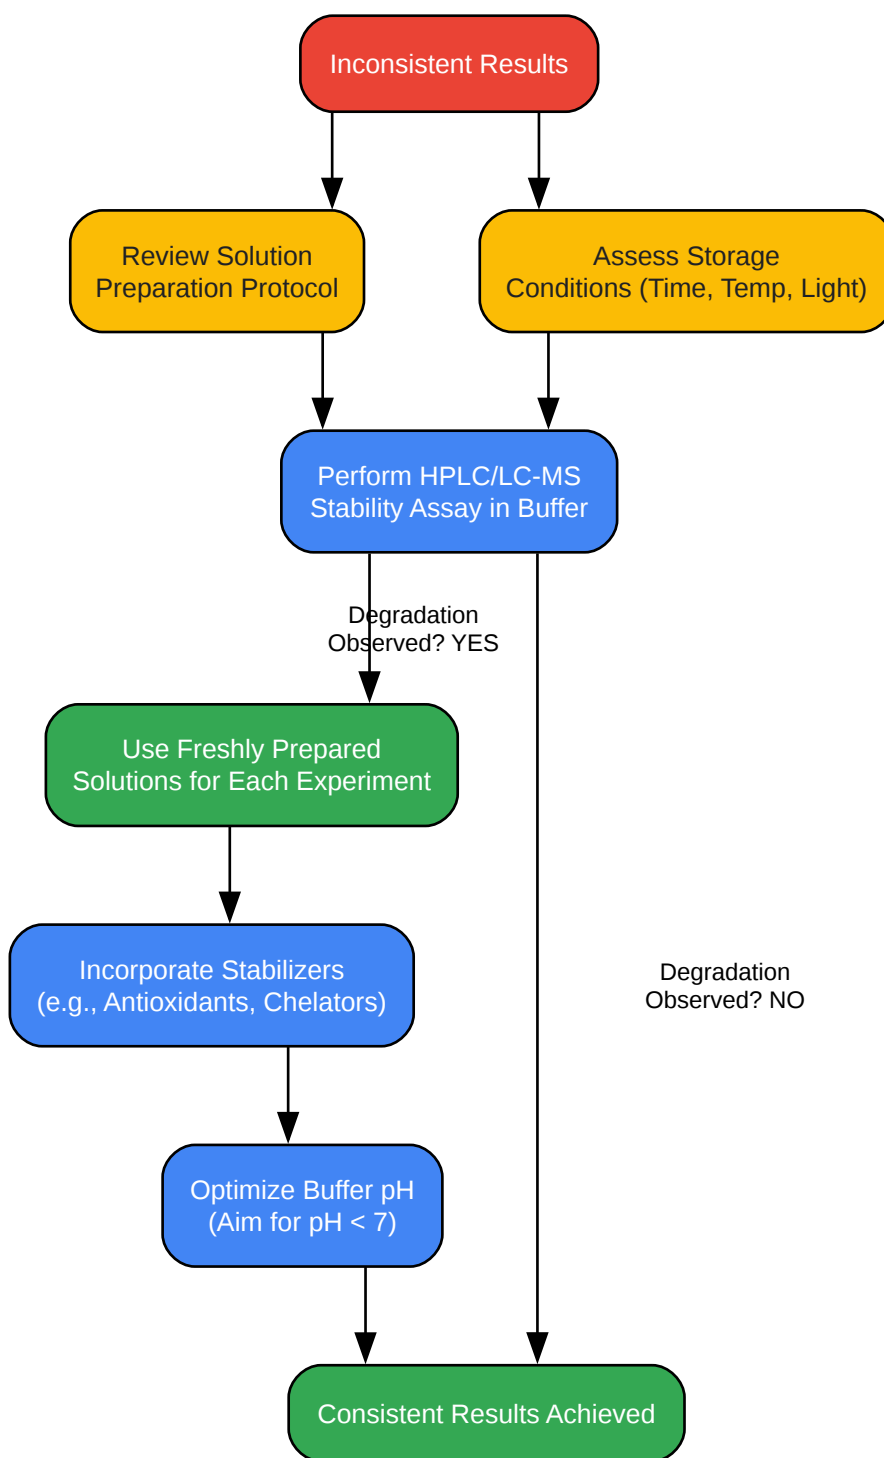 Inconsistent Results
Review Solution
Preparation Protocol
Assess Storage
Conditions (Time, Temp, Light)
Perform HPLC/LC-MS
Stability Assay in Buffer
Degradation
Observed? YES
Use Freshly Prepared
Solutions for Each Experiment
Incorporate Stabilizers
(e.g., Antioxidants, Chelators)
Degradation
Observed? NO
Optimize Buffer pH
(Aim for pH < 7)
Consistent Results Achieved